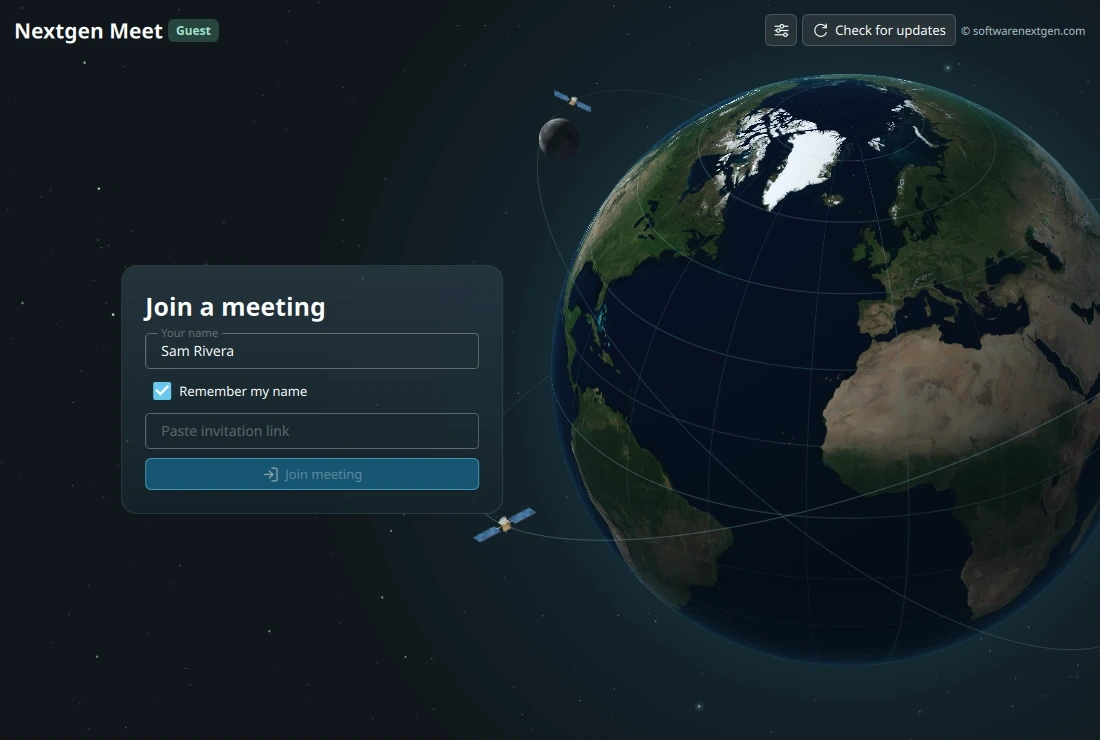 Nextgen Meet
Guest
Check for updates
© softwarenextgen.com
Join a meeting
Your name
Sam Rivera
Remember my name
Paste invitation link
Join meeting